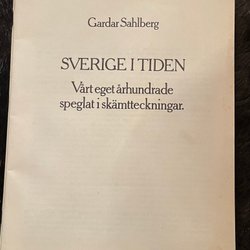 Gardar Sahlberg
SVERIGE I TIDEN
Vårt eget århundrade
speglat i skämtteckningar.